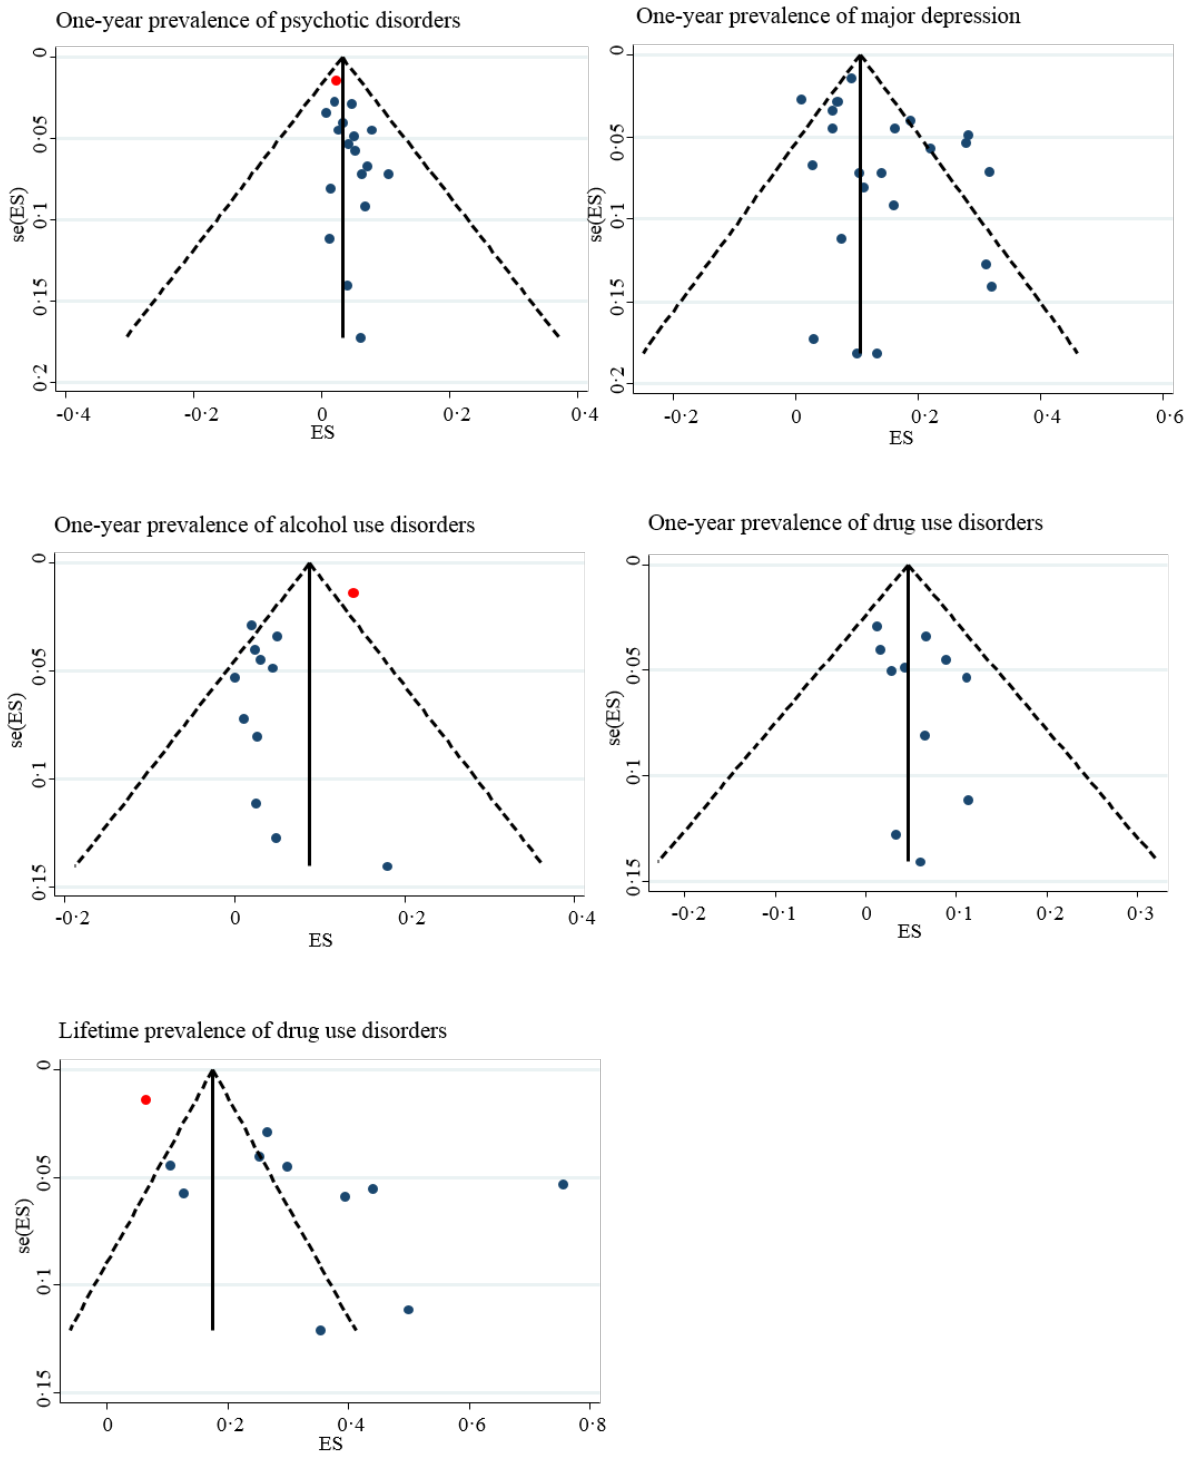 One-year prevalence of psychotic disorders
0
0·05
0·1
0·15
0·2
se(ES)
-0·4 -0·2 0 0·2 0·4
ES
One-year prevalence of major depression
0
0·05
0·1
0·15
0·2
se(ES)
-0·2 0 0·2 0·4 0·6
ES
One-year prevalence of alcohol use disorders
0
0·05
0·1
0·15
se(ES)
-0·2 0 0·2 0·4
ES
One-year prevalence of drug use disorders
0
0·05
0·1
0·15
se(ES)
-0·2 -0·1 0 0·1 0·2 0·3
ES
Lifetime prevalence of drug use disorders
0
0·05
0·1
0·15
se(ES)
0 0·2 0·4 0·6 0·8
ES